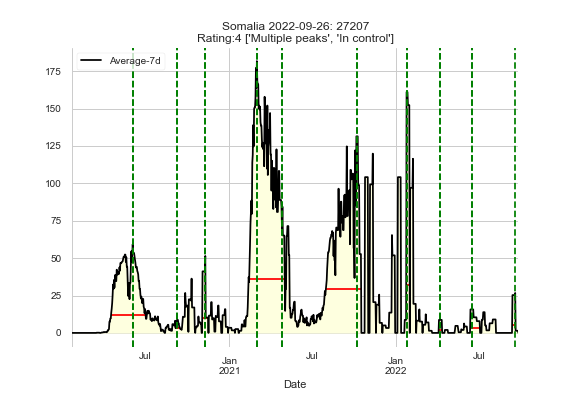 Somalia 2022-09-26: 27207
Rating:4 ['Multiple peaks', 'In control']
Average-7d
175
150
125
100
75
50
25
0
Jul
Jan
2021
Jul
Jan
2022
Jul
Date